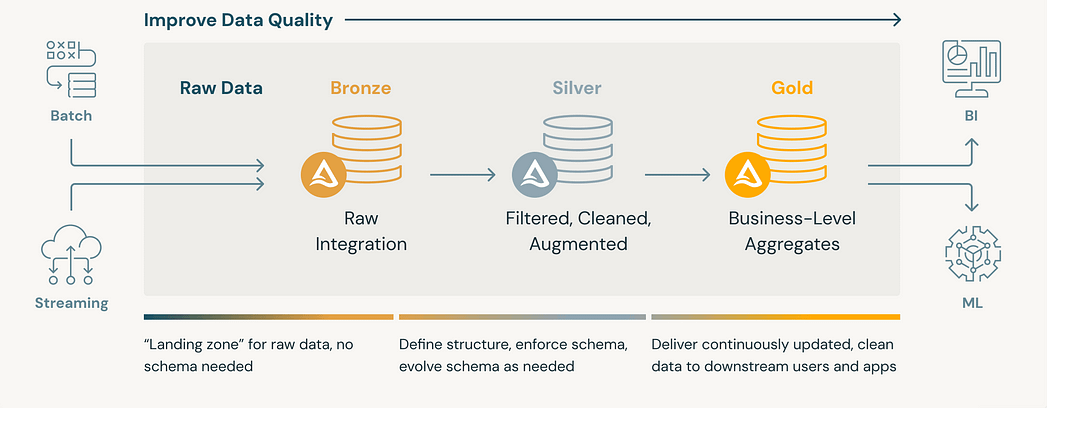 Improve Data Quality
Batch
Raw Data
Bronze
Silver
Gold
BI
Raw
Integration
Filtered, Cleaned,
Augmented
Business-Level
Aggregates
Streaming
ML
“Landing zone” for raw data, no
schema needed
Define structure, enforce schema,
evolve schema as needed
Deliver continuously updated, clean
data to downstream users and apps